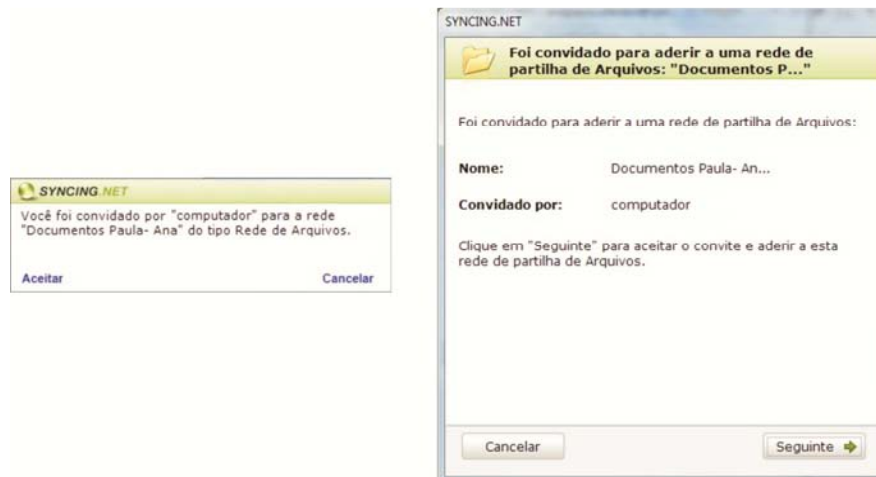 SYNCING.NET
Você foi convidado por "computador" para a rede
"Documentos Paula- Ana" do tipo Rede de Arquivos.
Aceitar Cancelar
SYNCING.NET
Foi convidado para aderir a uma rede de
partilha de Arquivos: "Documentos P..."
Foi convidado para aderir a uma rede de partilha de Arquivos:
Nome: Documentos Paula- An...
Convidado por: computador
Clique em "Seguinte" para aceitar o convite e aderir a esta
rede de partilha de Arquivos.
Cancelar Seguinte